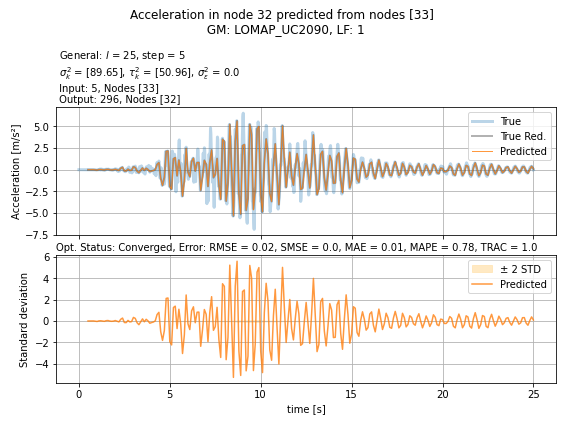 Acceleration in node 32 predicted from nodes [33]
GM: LOMAP_UC2090, LF: 1
General: l = 25, step = 5
σ²ₖ = [89.65], τ²ₖ = [50.96], σ²ε = 0.0
Input: 5, Nodes [33]
Output: 296, Nodes [32]
Acceleration [m/s²]
5.0
2.5
0.0
−2.5
−5.0
−7.5
True
True Red.
Predicted
Opt. Status: Converged, Error: RMSE = 0.02, SMSE = 0.0, MAE = 0.01, MAPE = 0.78, TRAC = 1.0
Standard deviation
6
4
2
0
−2
−4
± 2 STD
Predicted
0 5 10 15 20 25
time [s]